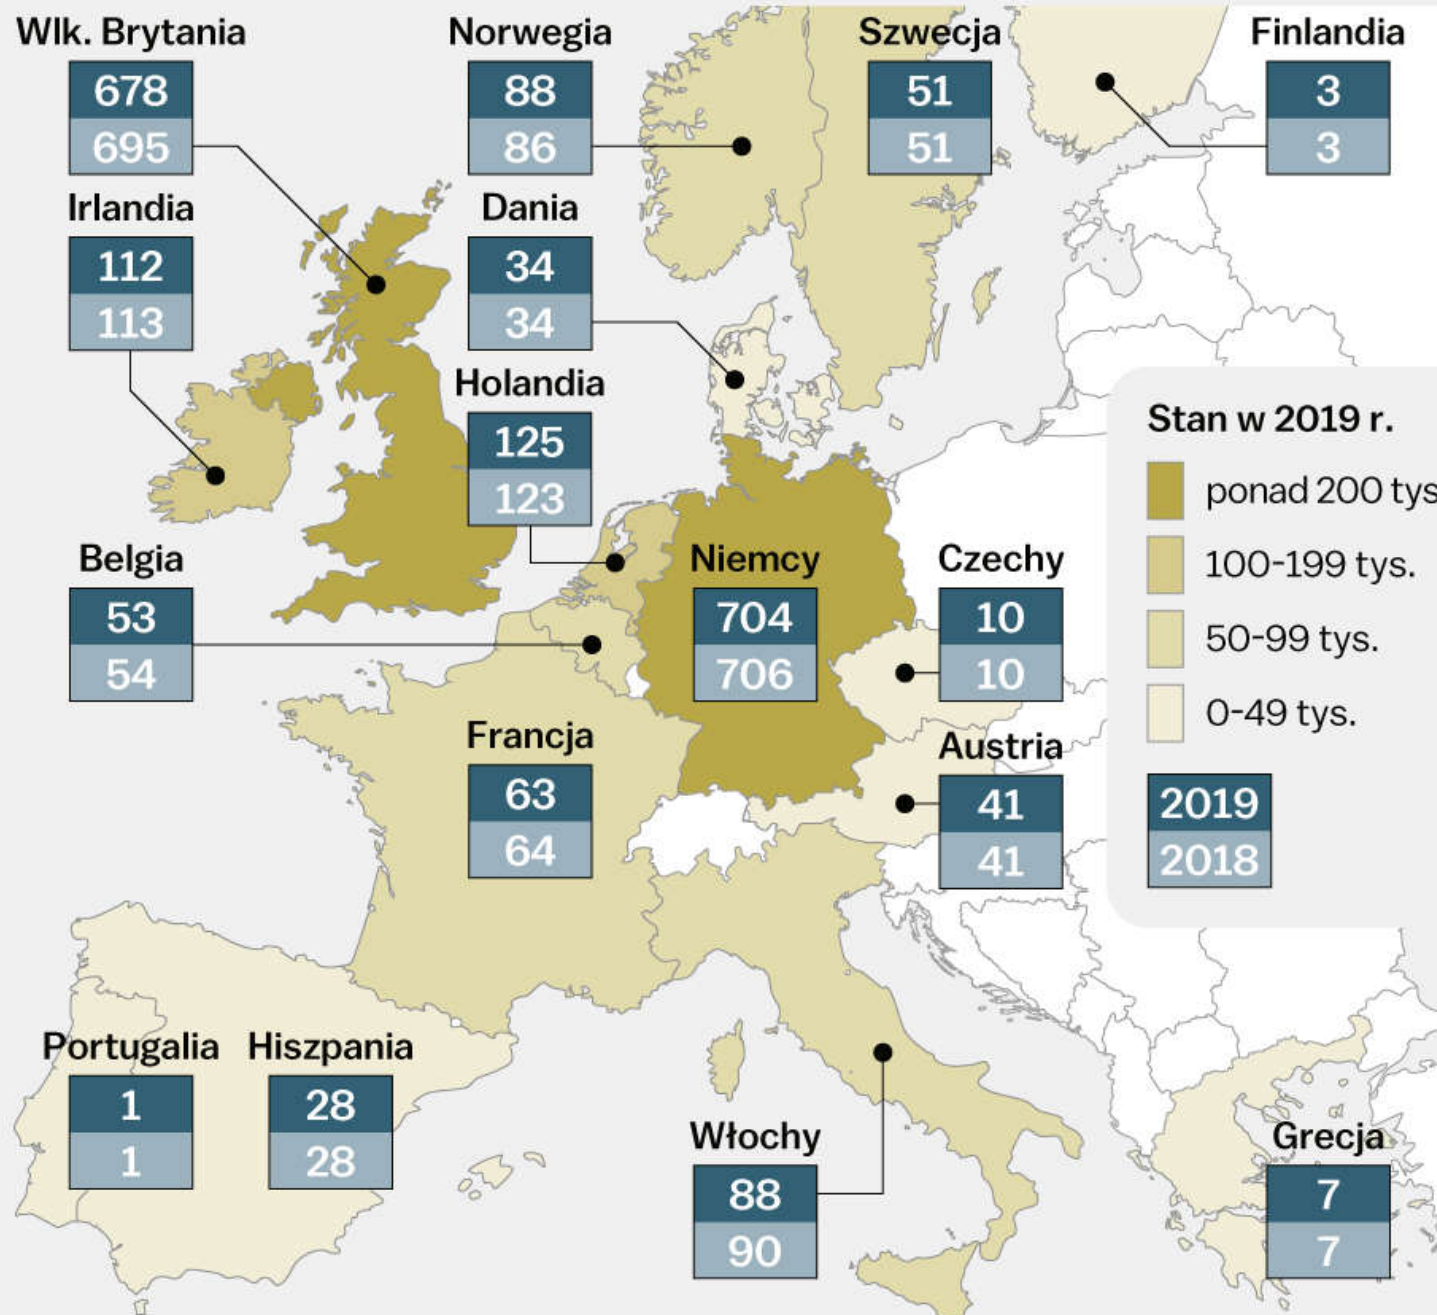 Wlk. Brytania
678
695
Norwegia
88
86
Szwecja
51
51
Finlandia
3
3
Irlandia
112
113
Dania
34
34
Holandia
125
123
Stan w 2019 r.
ponad 200 tys
100-199 tys.
50-99 tys.
0-49 tys.
2019
2018
Belgia
53
54
Niemcy
704
706
Czechy
10
10
Francja
63
64
Austria
41
41
Portugalia
1
1
Hiszpania
28
28
Włochy
88
90
Grecja
7
7